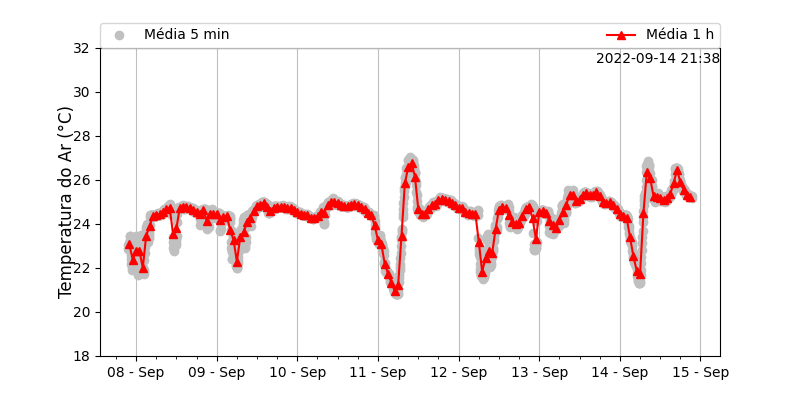 Média 5 min
Média 1 h
2022-09-14 21:38
Temperatura do Ar (°C)
32
30
28
26
24
22
20
18
08 - Sep
09 - Sep
10 - Sep
11 - Sep
12 - Sep
13 - Sep
14 - Sep
15 - Sep